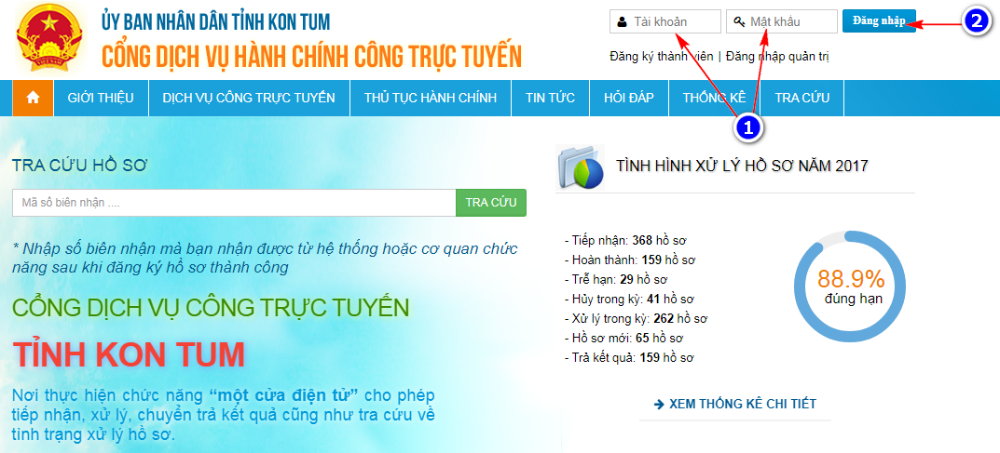 ỦY BAN NHÂN DÂN TỈNH KON TUM
CỔNG DỊCH VỤ HÀNH CHÍNH CÔNG TRỰC TUYẾN
Tài khoản
Mật khẩu
Đăng nhập
2
Đăng ký thành viên | Đăng nhập quản trị
GIỚI THIỆU
DỊCH VỤ CÔNG TRỰC TUYẾN
THỦ TỤC HÀNH CHÍNH
TIN TỨC
HỎI ĐÁP
THỐNG KÊ
TRA CỨU
1
TRA CỨU HỒ SƠ
Mã số biên nhận ....
TRA CỨU
* Nhập số biên nhận mà bạn nhận được từ hệ thống hoặc cơ quan chức
năng sau khi đăng ký hồ sơ thành công
CỔNG DỊCH VỤ CÔNG TRỰC TUYẾN
TỈNH KON TUM
Nơi thực hiện chức năng “một cửa điện tử” cho phép
tiếp nhận, xử lý, chuyển trả kết quả cũng như tra cứu về
tình trạng xử lý hồ sơ.
TÌNH HÌNH XỬ LÝ HỒ SƠ NĂM 2017
- Tiếp nhận: 368 hồ sơ
- Hoàn thành: 159 hồ sơ
- Trễ hạn: 29 hồ sơ
- Hủy trong kỳ: 41 hồ sơ
- Xử lý trong kỳ: 262 hồ sơ
- Hồ sơ mới: 65 hồ sơ
- Trả kết quả: 159 hồ sơ
88.9%
đúng hạn
XEM THỐNG KÊ CHI TIẾT